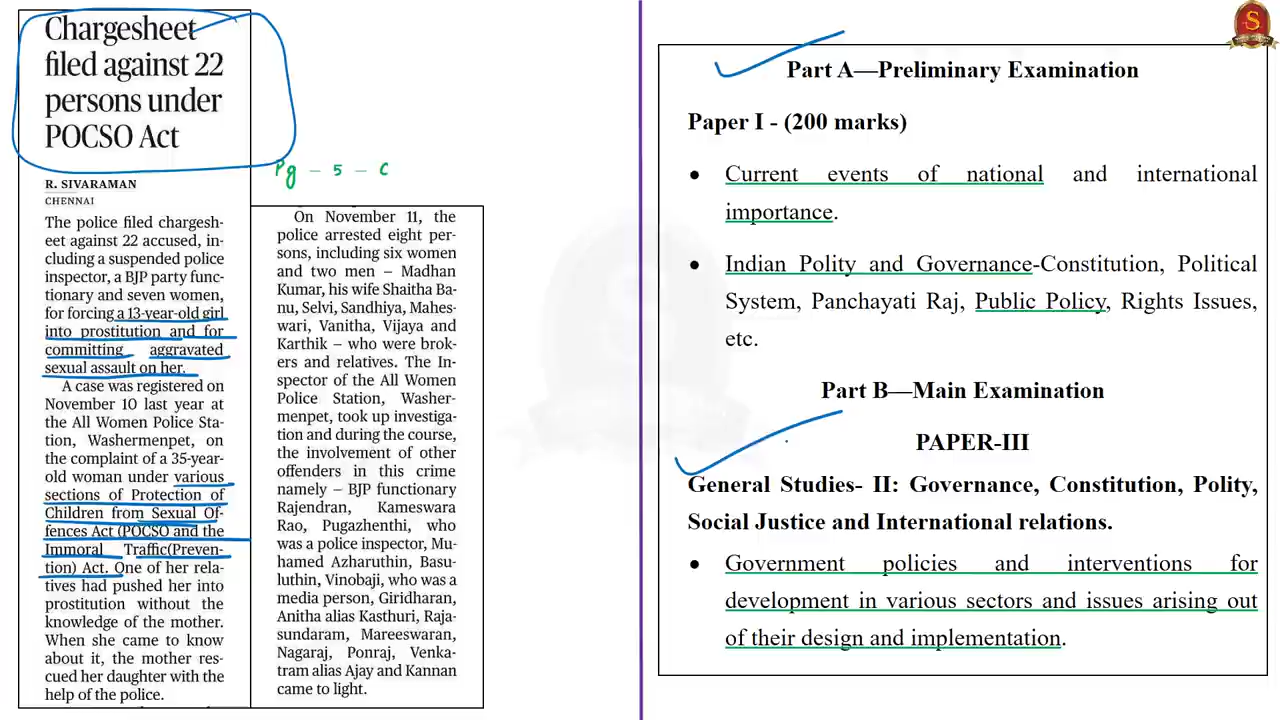 Chargesheet
filed against 22
persons under
POCSO Act
R. SIVARAMAN
CHENNAI
The police filed chargesh-
eet against 22 accused, in-
cluding a suspended police
inspector, a BJP party func-
tionary and seven women,
for forcing a 13-year-old girl
into prostitution and for
committing aggravated
sexual assault on her.
A case was registered on
November 10 last year at
the All Women Police Sta-
tion, Washermenpet, on
the complaint of a 35-year-
old woman under various
sections of Protection of
Children from Sexual Of-
fences Act (POCSO and the
Immoral Traffic(Preven-
tion) Act. One of her rela-
tives had pushed her into
prostitution without the
knowledge of the mother.
When she came to know
about it, the mother res-
cued her daughter with the
help of the police.
Pg - 5 - C
On November 11, the
police arrested eight per-
sons, including six women
and two men – Madhan
Kumar, his wife Shaitha Ba-
nu, Selvi, Sandhiya, Mahes-
wari, Vanitha, Vijaya and
Karthik – who were brok-
ers and relatives. The In-
spector of the All Women
Police Station, Washer-
menpet, took up investiga-
tion and during the course,
the involvement of other
offenders in this crime
namely – BJP functionary
Rajendran, Kameswara
Rao, Pugazhenthi, who
was a police inspector, Mu-
hamed Azharuthin, Basu-
luthin, Vinobaji, who was a
media person, Giridharan,
Anitha alias Kasthuri, Raja-
sundaram, Mareeswaran,
Nagaraj, Ponraj, Venka-
tram alias Ajay and Kannan
came to light.
S
Part A—Preliminary Examination
Paper I - (200 marks)
● Current events of national and international
importance.
● Indian Polity and Governance-Constitution, Political
System, Panchayati Raj, Public Policy, Rights Issues,
etc.
Part B—Main Examination
PAPER-III
General Studies- II: Governance, Constitution, Polity,
Social Justice and International relations.
● Government policies and interventions for
development in various sectors and issues arising out
of their design and implementation.